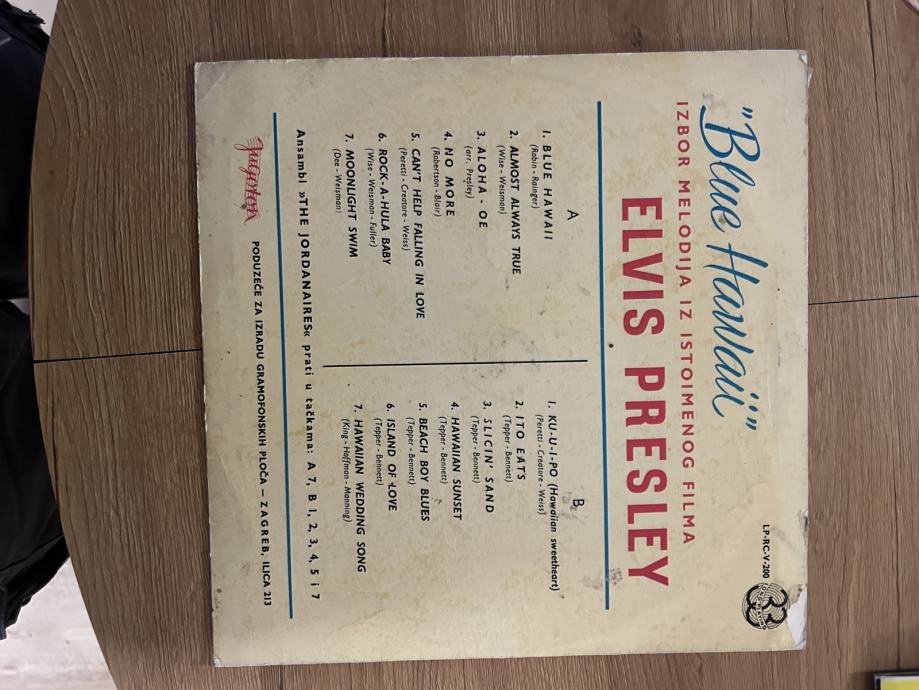 "Blue Hawaii"
IZBOR MELODIJA IZ ISTOIMENOG FILMA
ELVIS PRESLEY
LP-RC-V-200
33
A
1. BLUE HAWAII
(Robin - Rainger)
2. ALMOST ALWAYS TRUE
(Wise - Weisman)
3. ALOHA - OE
(arr. Presley)
4. NO MORE
(Robertson - Blair)
5. CAN'T HELP FALLING IN LOVE
(Peretti - Creatore - Weiss)
6. ROCK-A-HULA BABY
(Wise - Weisman - Fuller)
7. MOONLIGHT SWIM
(Dee - Weisman)
B
1. KU-U-I-PO (Hawaiian sweetheart)
(Peretti - Creatore - Weiss)
2. ITO EATS
(Tepper - Bennett)
3. SLICIN' SAND
(Tepper - Bennett)
4. HAWAIIAN SUNSET
(Tepper - Bennett)
5. BEACH BOY BLUES
(Tepper - Bennett)
6. ISLAND OF LOVE
(Tepper - Bennett)
7. HAWAIIAN WEDDING SONG
(King - Hoffman - Manning)
Ansambl »THE JORDANAIRES« prati u tačkama: A 7, B 1, 2, 3, 4, 5 i 7
Jugoton
PODUZEĆE ZA IZRADU GRAMOFONSKIH PLOČA — ZAGREB, ILICA 213